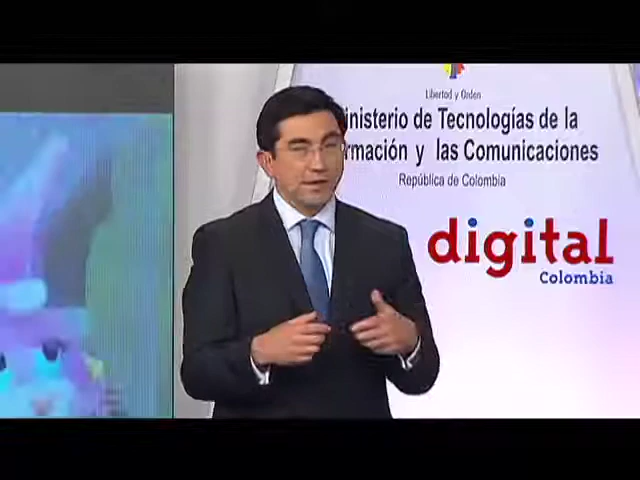 Libertad y Orden
inisterio de Tecnologías de la
rmación y las Comunicaciones
República de Colombia
digital
Colombia